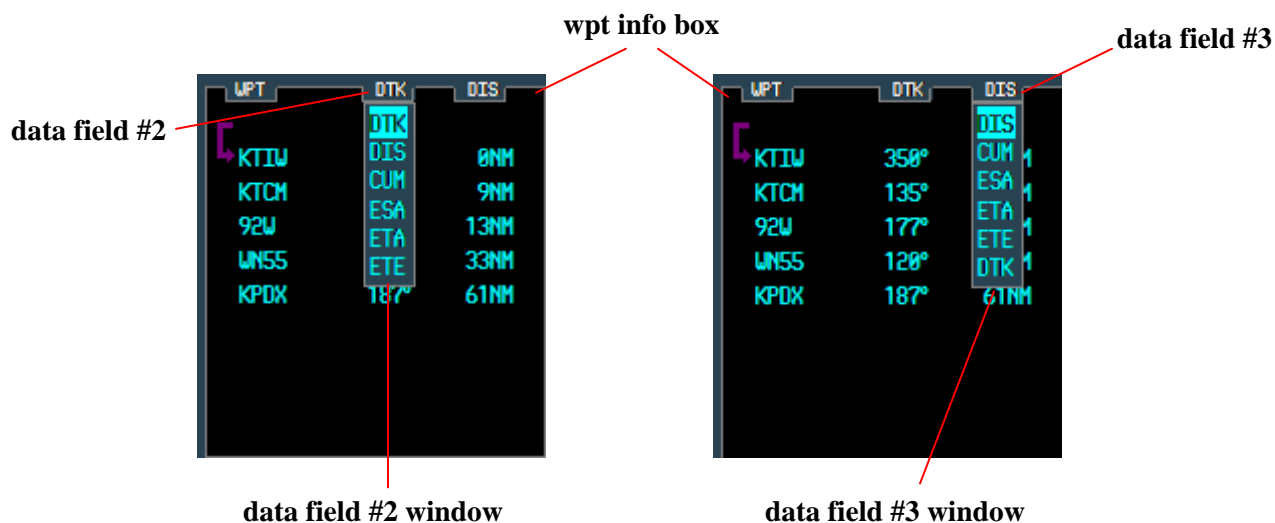 wpt info box
data field #3
data field #2
WPT DTK DIS
DTK
DIS
CUM
ESA
ETA
ETE
KTIW 0NM
KTCM 9NM
92W 13NM
WN55 33NM
KPDX 187° 61NM
WPT DTK DIS
DIS
CUM
ESA
ETA
ETE
DTK
KTIW 350°
KTCM 135°
92W 177°
WN55 120°
KPDX 187° 61NM
data field #2 window
data field #3 window